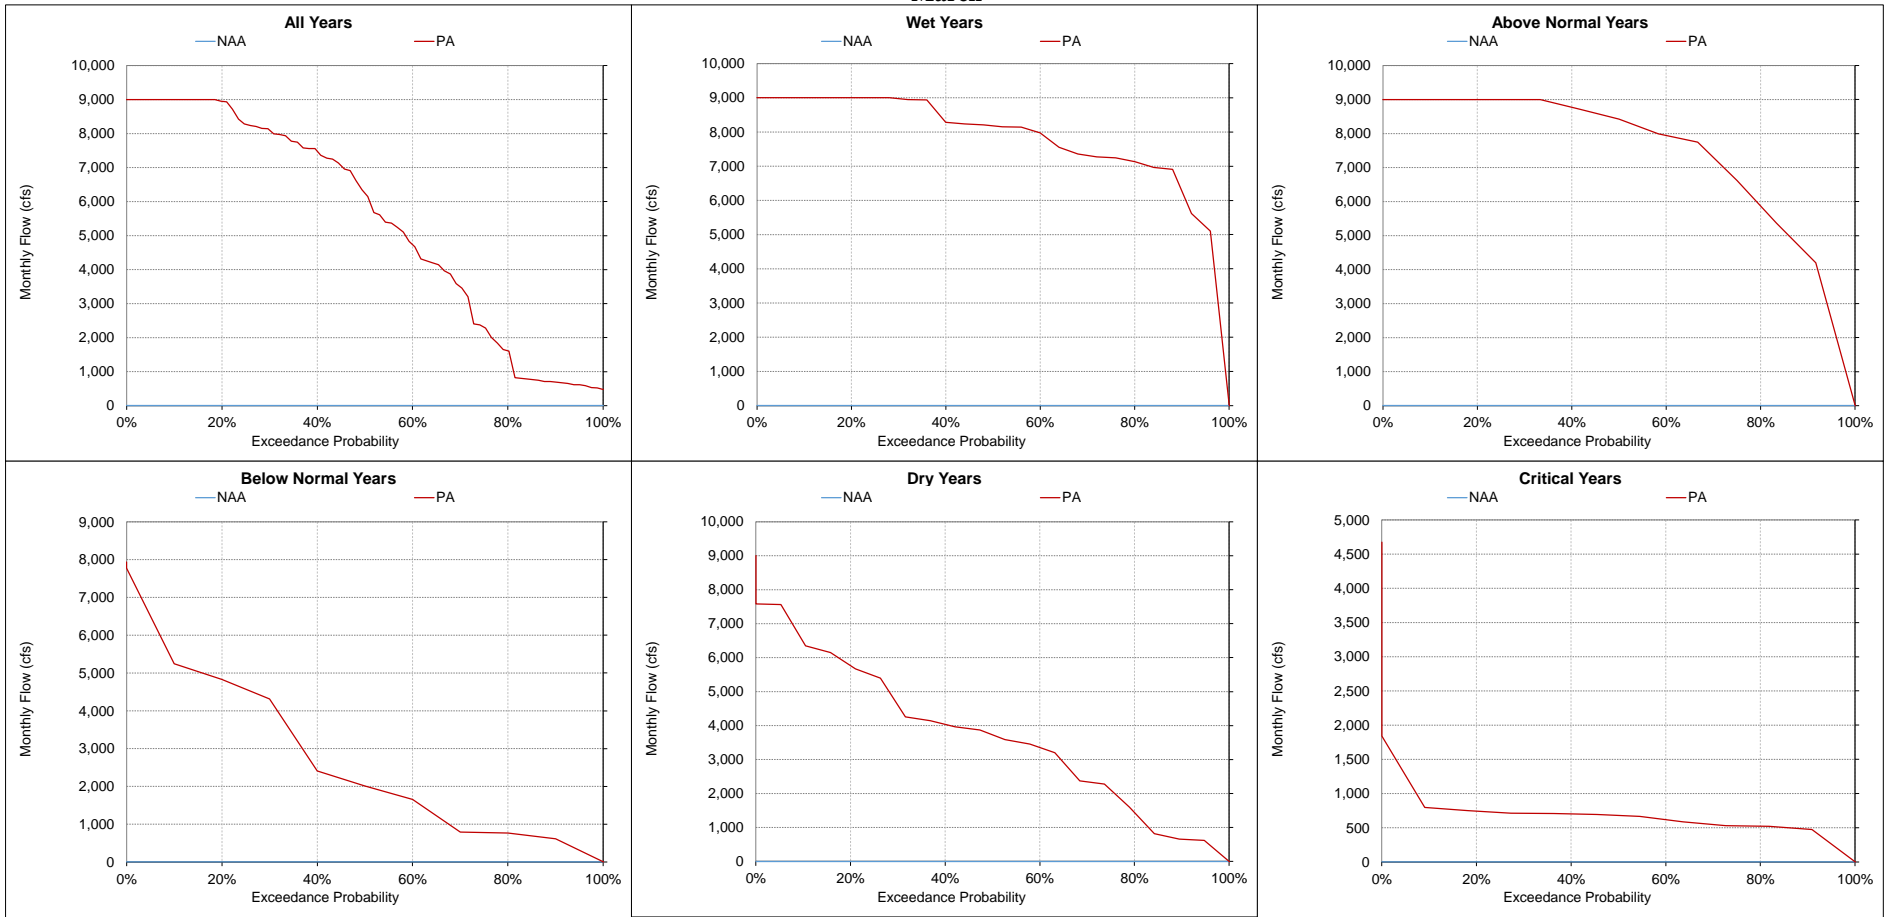 All Years
NAA PA
10,000
9,000
8,000
7,000
6,000
5,000
4,000
3,000
2,000
1,000
0
0% 20% 40% 60% 80% 100%
Monthly Flow (cfs)
Exceedance Probability
Wet Years
NAA PA
10,000
9,000
8,000
7,000
6,000
5,000
4,000
3,000
2,000
1,000
0
0% 20% 40% 60% 80% 100%
Monthly Flow (cfs)
Exceedance Probability
Above Normal Years
NAA PA
10,000
9,000
8,000
7,000
6,000
5,000
4,000
3,000
2,000
1,000
0
0% 20% 40% 60% 80% 100%
Monthly Flow (cfs)
Exceedance Probability
Below Normal Years
NAA PA
9,000
8,000
7,000
6,000
5,000
4,000
3,000
2,000
1,000
0
0% 20% 40% 60% 80% 100%
Monthly Flow (cfs)
Exceedance Probability
Dry Years
NAA PA
10,000
9,000
8,000
7,000
6,000
5,000
4,000
3,000
2,000
1,000
0
0% 20% 40% 60% 80% 100%
Monthly Flow (cfs)
Exceedance Probability
Critical Years
NAA PA
5,000
4,500
4,000
3,500
3,000
2,500
2,000
1,500
1,000
500
0
0% 20% 40% 60% 80% 100%
Monthly Flow (cfs)
Exceedance Probability